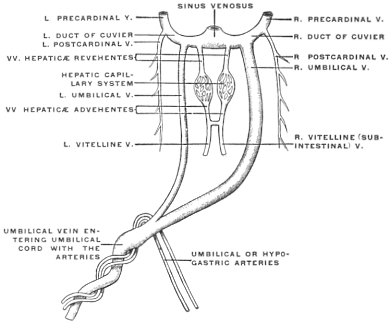 SINUS VENOSUS
L PRECARDINAL Y.
R. PRECARDINAL V.
L. DUCT OF CUVIER
R. DUCT OF CUVIER
L. POSTCARDINAL V.
VV. HEPATICÆ REVEHENTES
R POSTCARDINAL V.
R. UMBILICAL V.
HEPATIC CAPIL-
LARY SYSTEM
L. UMBILICAL V.
VV HEPATICÆ ADVEHENTES
L. VITELLINE V.
R. VITELLINE (SUB-
INTESTINAL) V.
UMBILICAL VEIN EN-
TERING UMBILICAL
CORD WITH THE
ARTERIES
UMBILICAL OR HYPO-
GASTRIC ARTERIES